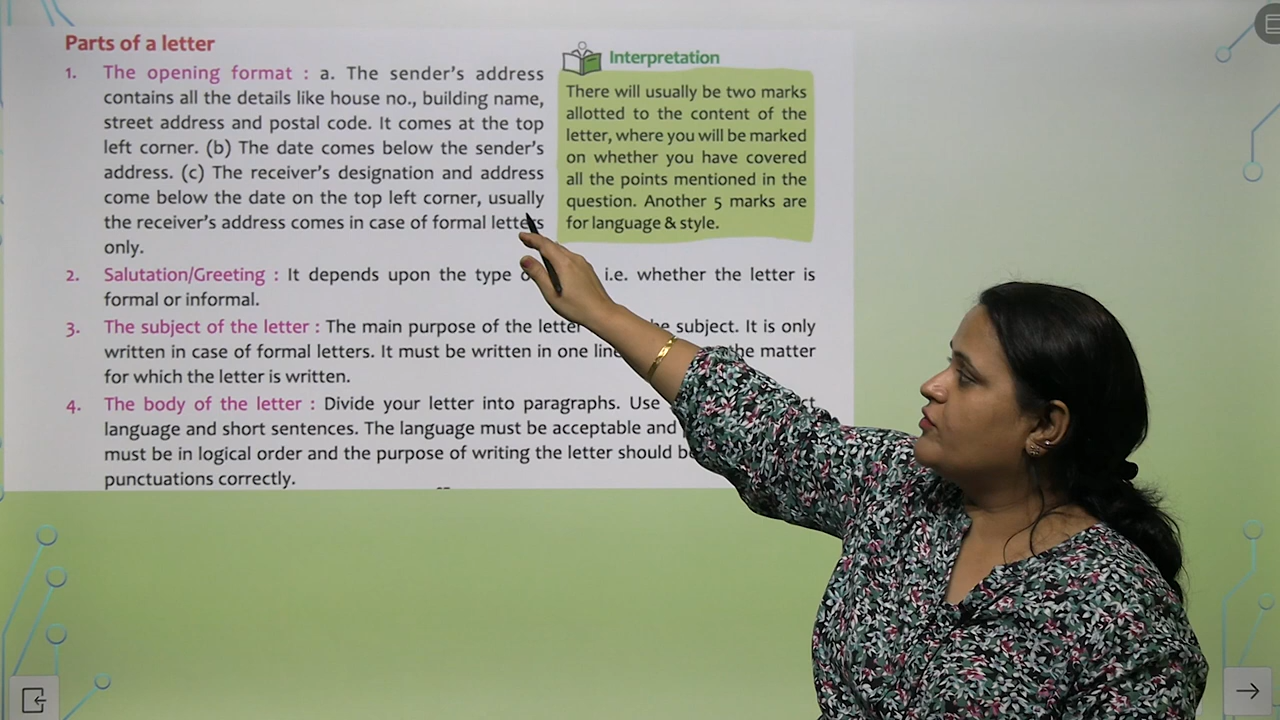 Parts of a letter
1. The opening format : a. The sender's address
contains all the details like house no., building name,
street address and postal code. It comes at the top
left corner. (b) The date comes below the sender's
address. (c) The receiver's designation and address
come below the date on the top left corner, usually
the receiver's address comes in case of formal letters
only.
Interpretation
There will usually be two marks
allotted to the content of the
letter, where you will be marked
on whether you have covered
all the points mentioned in the
question. Another 5 marks are
for language & style.
2. Salutation/Greeting : It depends upon the type i.e. whether the letter is
formal or informal.
3. The subject of the letter : The main purpose of the letter subject. It is only
written in case of formal letters. It must be written in one the matter
for which the letter is written.
4. The body of the letter : Divide your letter into paragraphs. Use
language and short sentences. The language must be acceptable and
must be in logical order and the purpose of writing the letter should
punctuations correctly.